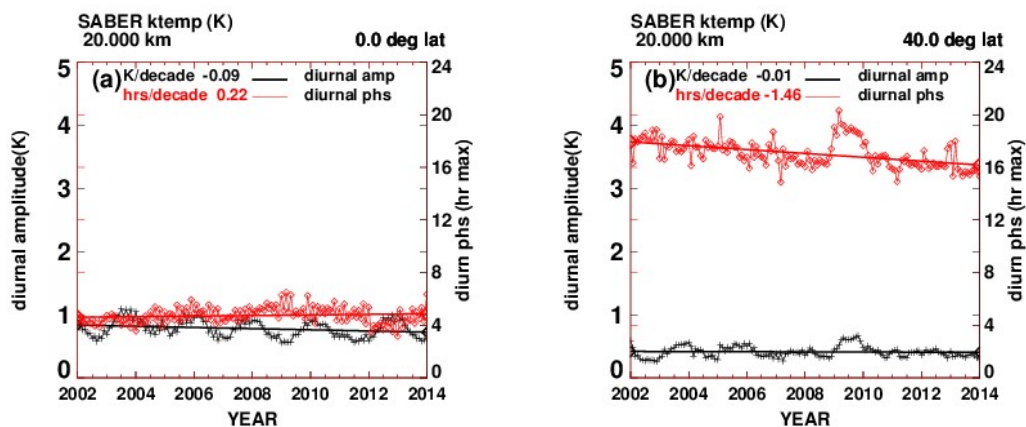 SABER ktemp (K)
20.000 km 0.0 deg lat
(a) K/decade -0.09 diurnal amp
hrs/decade 0.22 diurnal phs
5
4
3
2
1
0
diurnal amplitude(K)
24
20
16
12
8
4
0
diurn phs (hr max)
2002 2004 2006 2008 2010 2012 2014
YEAR
SABER ktemp (K)
20.000 km 40.0 deg lat
(b) K/decade -0.01 diurnal amp
hrs/decade -1.46 diurnal phs
5
4
3
2
1
0
diurnal amplitude(K)
24
20
16
12
8
4
0
diurn phs (hr max)
2002 2004 2006 2008 2010 2012 2014
YEAR